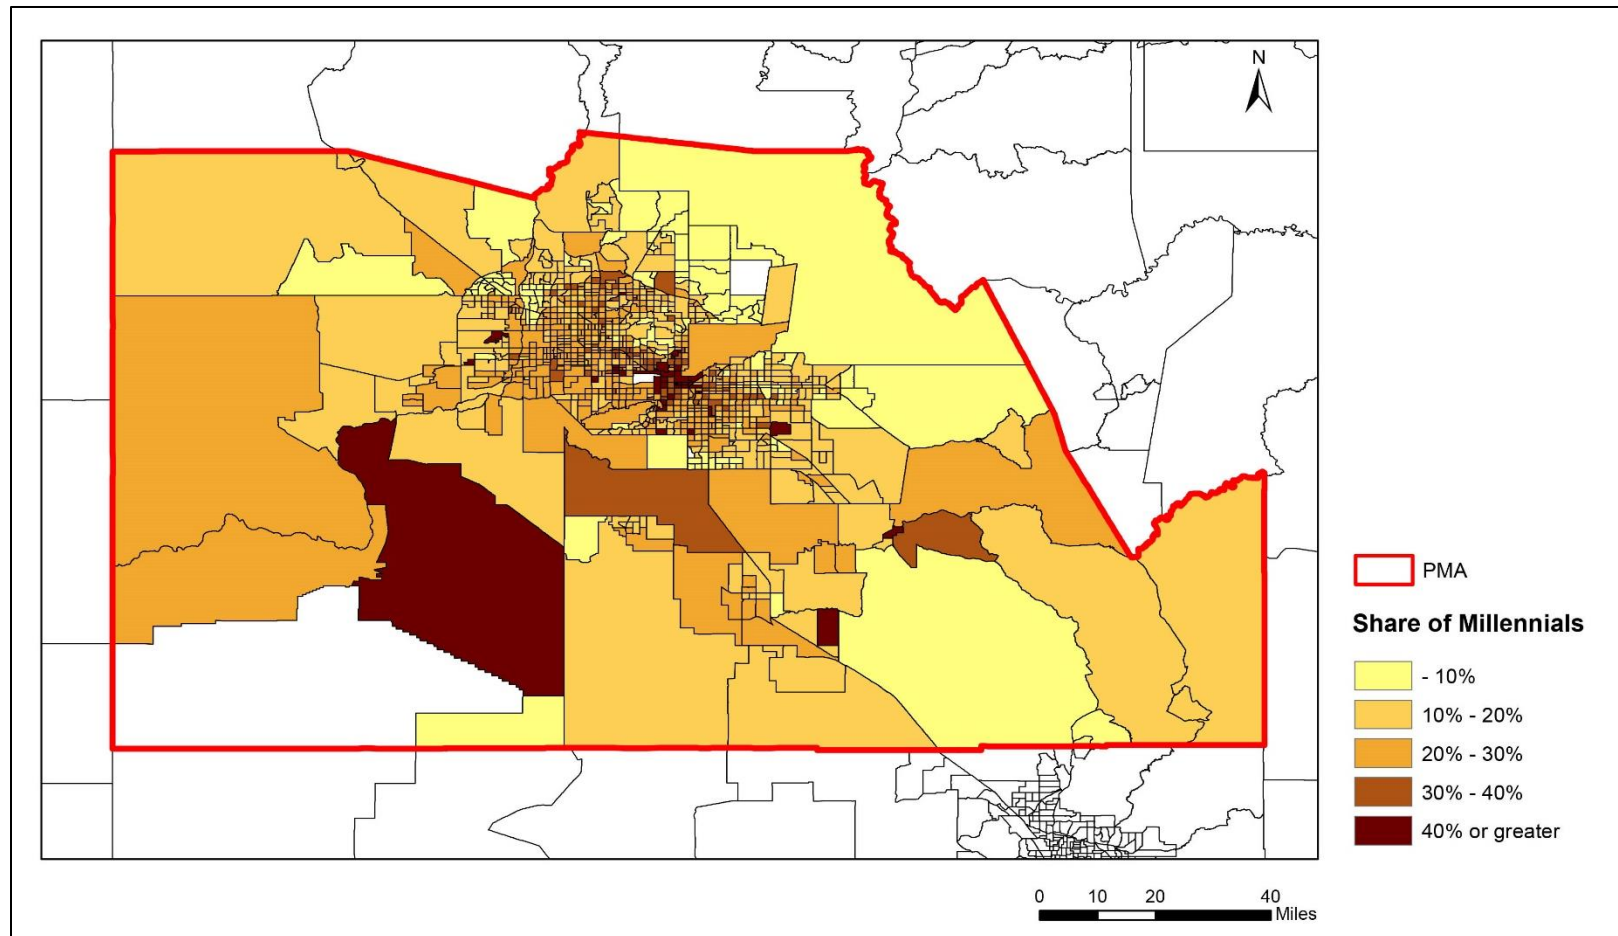 N
PMA
Share of Millennials
- 10%
10% - 20%
20% - 30%
30% - 40%
40% or greater
0 10 20 40
Miles